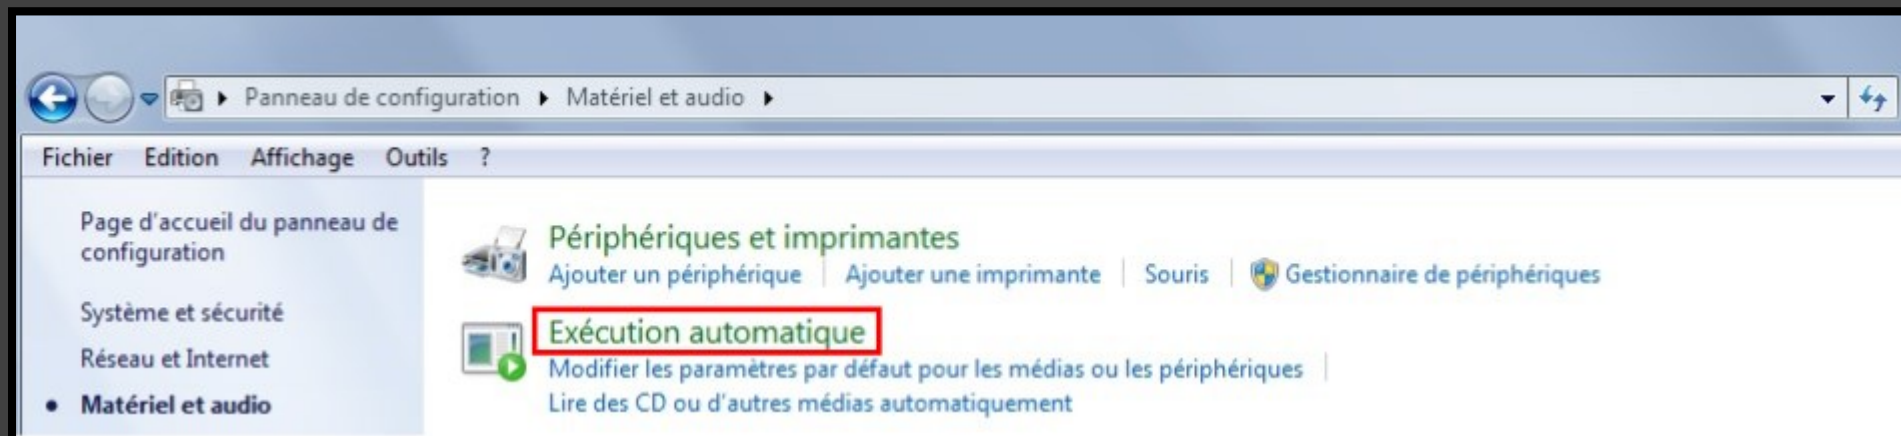 Panneau de configuration Matériel et audio
Fichier Edition Affichage Outils ?
Page d'accueil du panneau de
configuration
Système et sécurité
Réseau et Internet
Matériel et audio
Périphériques et imprimantes
Ajouter un périphérique Ajouter une imprimante Souris Gestionnaire de périphériques
Exécution automatique
Modifier les paramètres par défaut pour les médias ou les périphériques
Lire des CD ou d'autres médias automatiquement